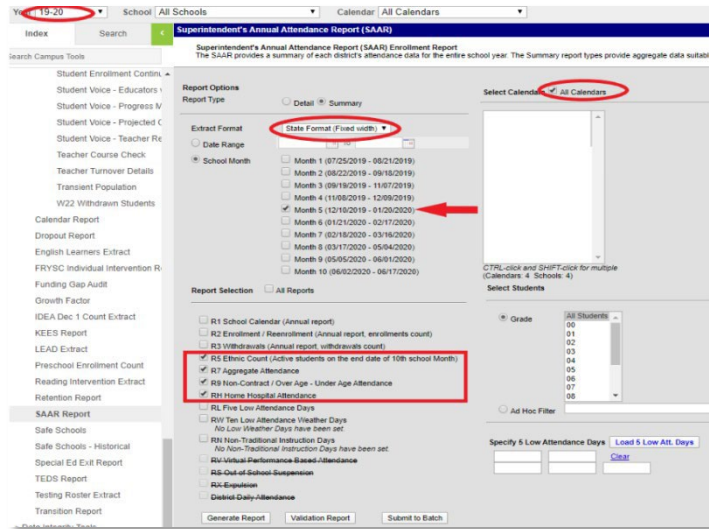 Year 19-20 School All Schools Calendar All Calendars
Index Search
Search Campus Tools
Student Enrollment Continu
Student Voice - Educators
Student Voice - Progress M
Student Voice - Projected C
Student Voice - Teacher Re
Teacher Course Check
Teacher Turnover Details
Transient Population
W22 Withdrawn Students
Calendar Report
Dropout Report
English Learners Extract
FRYSC Individual Intervention R
Funding Gap Audit
Growth Factor
IDEA Dec 1 Count Extract
KEES Report
LEAD Extract
Preschool Enrollment Count
Reading Intervention Extract
Retention Report
SAAR Report
Safe Schools
Safe Schools - Historical
Special Ed Exit Report
TEDS Report
Testing Roster Extract
Transition Report
Data Integrity Tools
Superintendent's Annual Attendance Report (SAAR)
Superintendent's Annual Attendance Report (SAAR) Enrollment Report
The SAAR provides a summary of each district's attendance data for the entire school year. The Summary report types provide aggregate data suitabl
Report Options
Report Type Detail Summary
Extract Format State Format (Fixed width)
Date Range to
School Month Month 1 (07/25/2019 - 08/21/2019)
Month 2 (08/22/2019 - 09/18/2019)
Month 3 (09/19/2019 - 11/07/2019)
Month 4 (11/08/2019 - 12/09/2019)
Month 5 (12/10/2019 - 01/20/2020)
Month 6 (01/21/2020 - 02/17/2020)
Month 7 (02/18/2020 - 03/16/2020)
Month 8 (03/17/2020 - 05/04/2020)
Month 9 (05/05/2020 - 06/01/2020)
Month 10 (06/02/2020 - 06/17/2020)
Report Selection All Reports
R1 School Calendar (Annual report)
R2 Enrollment / Reenrollment (Annual report, enrollments count)
R3 Withdrawals (Annual report, withdrawals count)
R5 Ethnic Count (Active students on the end date of 10th school Month)
R7 Aggregate Attendance
R9 Non-Contract / Over Age - Under Age Attendance
RH Home Hospital Attendance
RL Five Low Attendance Days
RW Ten Low Attendance Weather Days
No Low Weather Days have been set.
RN Non-Traditional Instruction Days
No Non-Traditional Instruction Days have been set.
RV Virtual Performance Based Attendance
RS Out of School Suspension
RX Expulsion
District Daily Attendance
Generate Report Validation Report Submit to Batch
Select Calendars All Calendars
CTRL-click and SHIFT-click for multiple
(Calendars: 4 Schools: 4)
Select Students
Grade All Students
00
01
02
03
04
05
06
07
08
Ad Hoc Filter
Specify 5 Low Attendance Days Load 5 Low Att. Days
Clear